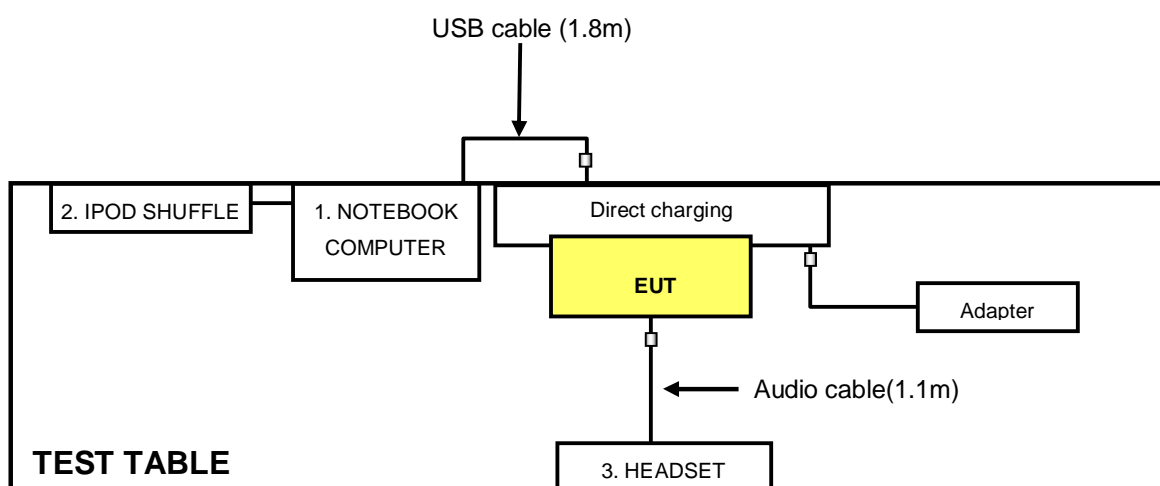 USB cable (1.8m)
2. IPOD SHUFFLE
1. NOTEBOOK
COMPUTER
Direct charging
EUT
Adapter
Audio cable(1.1m)
TEST TABLE
3. HEADSET